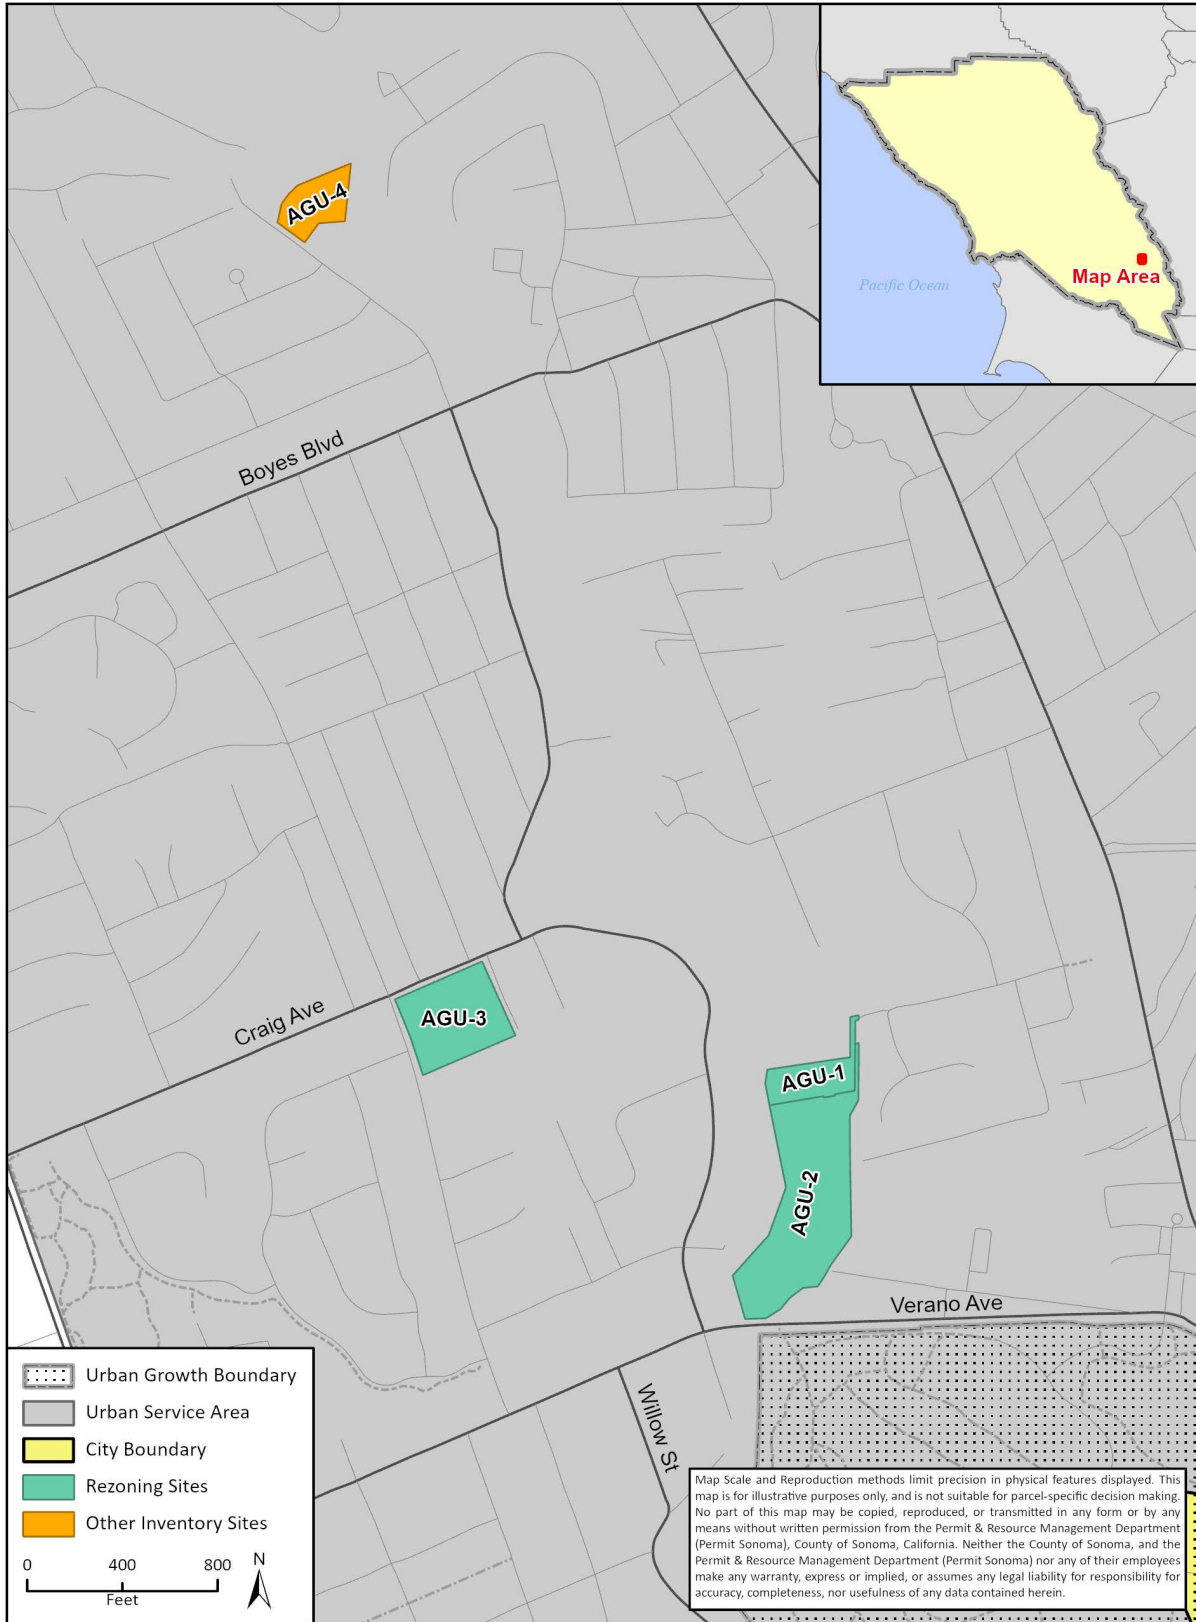 AGU-4
Pacific Ocean
Map Area
Boyes Blvd
Craig Ave
AGU-3
AGU-1
AGU-2
Verano Ave
Willow St
Urban Growth Boundary
Urban Service Area
City Boundary
Rezoning Sites
Other Inventory Sites
0 400 800
Feet
N
Map Scale and Reproduction methods limit precision in physical features displayed. This
map is for illustrative purposes only, and is not suitable for parcel-specific decision making.
No part of this map may be copied, reproduced, or transmitted in any form or by any
means without written permission from the Permit & Resource Management Department
(Permit Sonoma), County of Sonoma, California. Neither the County of Sonoma, and the
Permit & Resource Management Department (Permit Sonoma) nor any of their employees
make any warranty, express or implied, or assumes any legal liability for responsibility for
accuracy, completeness, nor usefulness of any data contained herein.